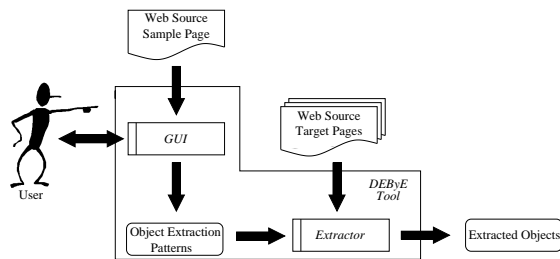 Web Source
Sample Page
Web Source
Target Pages
GUI
User
DEByE
Tool
Object Extraction
Patterns
Extractor
Extracted Objects